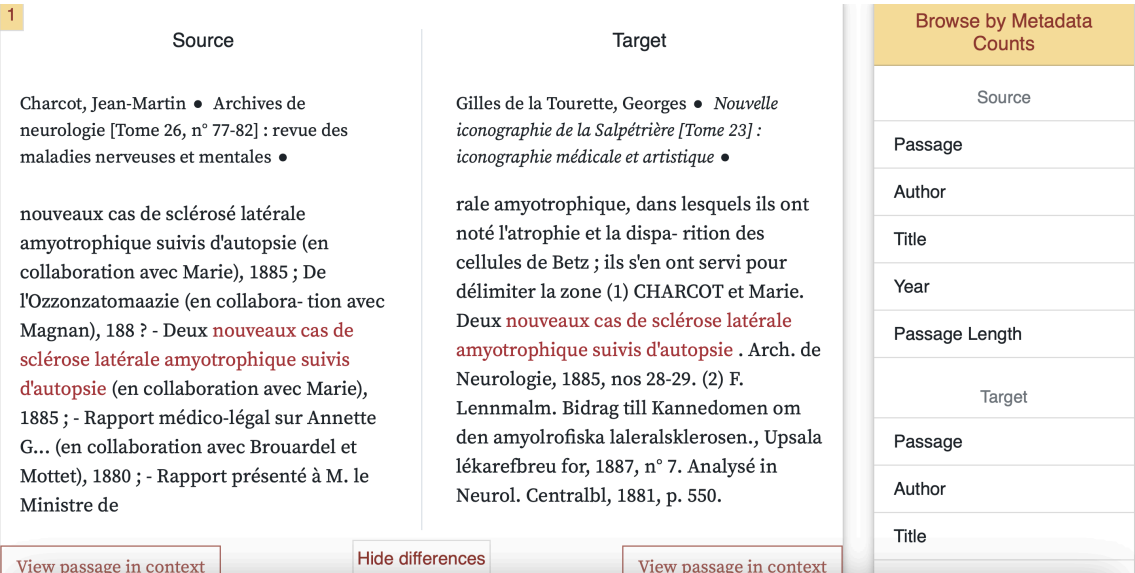 1
Source
Charcot, Jean-Martin ● Archives de
neurologie [Tome 26, n° 77-82] : revue des
maladies nerveuses et mentales ●
nouveaux cas de sclérosé latérale
amyotrophique suivis d'autopsie (en
collaboration avec Marie), 1885 ; De
l'Ozzonzatomaazie (en collabora- tion avec
Magnan), 188 ? - Deux nouveaux cas de
sclérose latérale amyotrophique suivis
d'autopsie (en collaboration avec Marie),
1885 ; - Rapport médico-légal sur Annette
G... (en collaboration avec Brouardel et
Mottet), 1880 ; - Rapport présenté à M. le
Ministre de
View passage in context
Hide differences
Target
Gilles de la Tourette, Georges ● Nouvelle
iconographie de la Salpétrière [Tome 23] :
iconographie médicale et artistique ●
rale amyotrophique, dans lesquels ils ont
noté l'atrophie et la dispa- rition des
cellules de Betz ; ils s'en ont servi pour
délimiter la zone (1) CHARCOT et Marie.
Deux nouveaux cas de sclérose latérale
amyotrophique suivis d'autopsie . Arch. de
Neurologie, 1885, nos 28-29. (2) F.
Lennmalm. Bidrag till Kannedomen om
den amyolrofiska laleralsklerosen., Upsala
lékarefbreu for, 1887, n° 7. Analysé in
Neurol. Centralbl, 1881, p. 550.
View passage in context
Browse by Metadata
Counts
Source
Passage
Author
Title
Year
Passage Length
Target
Passage
Author
Title